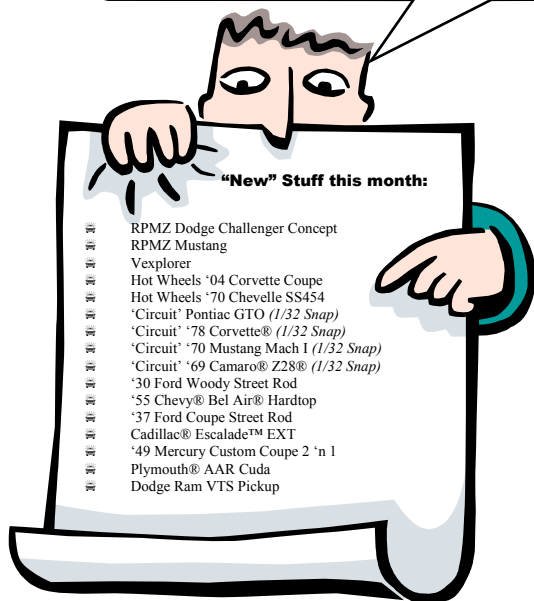 “New” Stuff this month:
RPMZ Dodge Challenger Concept
RPMZ Mustang
Vexplorer
Hot Wheels ‘04 Corvette Coupe
Hot Wheels ‘70 Chevelle SS454
‘Circuit’ Pontiac GTO (1/32 Snap)
‘Circuit’ ‘78 Corvette® (1/32 Snap)
‘Circuit’ ‘70 Mustang Mach I (1/32 Snap)
‘Circuit’ ‘69 Camaro® Z28® (1/32 Snap)
‘30 Ford Woody Street Rod
‘55 Chevy® Bel Air® Hardtop
‘37 Ford Coupe Street Rod
Cadillac® Escalade™ EXT
‘49 Mercury Custom Coupe 2 ‘n 1
Plymouth® AAR Cuda
Dodge Ram VTS Pickup